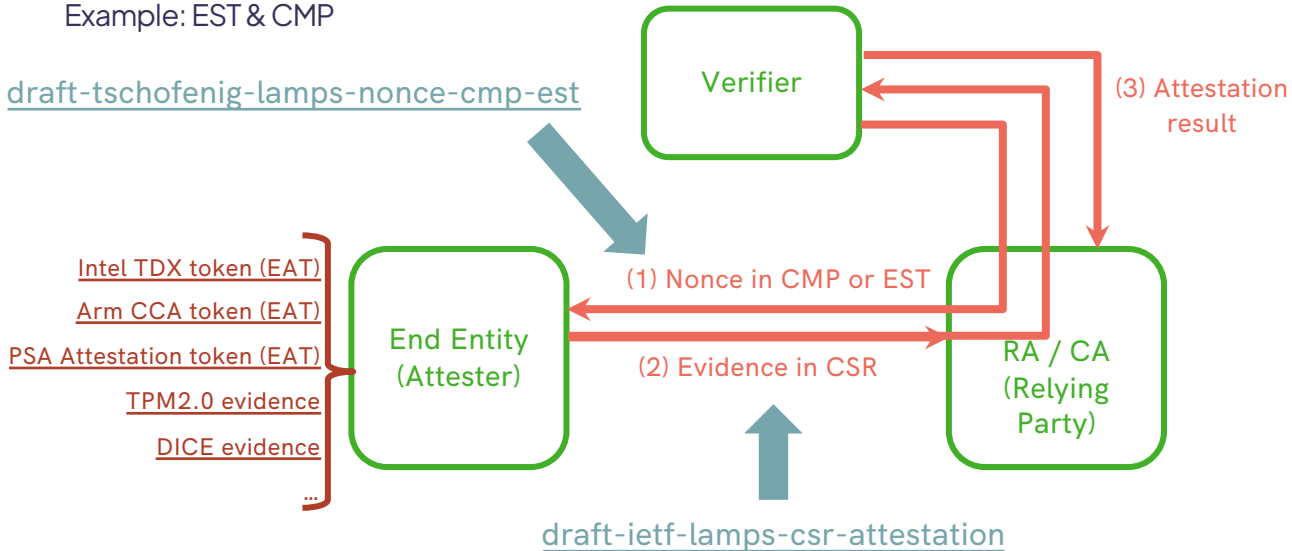 Example: EST & CMP
draft-tschofenig-lamps-nonce-cmp-est
Verifier
(3) Attestation
result
Intel TDX token (EAT)
Arm CCA token (EAT)
PSA Attestation token (EAT)
TPM2.0 evidence
DICE evidence
...
End Entity
(Attester)
(1) Nonce in CMP or EST
(2) Evidence in CSR
RA / CA
(Relying
Party)
draft-ietf-lamps-csr-attestation